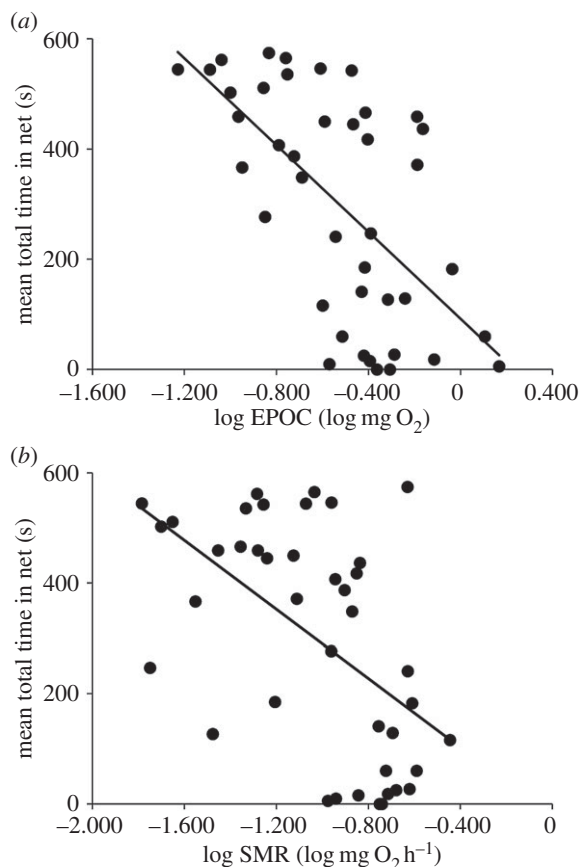 (a)
600
400
200
0
mean total time in net (s)
–1.600 –1.200 –0.800 –0.400 0 0.400
log EPOC (log mg O2)
(b)
600
400
200
0
mean total time in net (s)
–2.000 –1.600 –1.200 –0.800 –0.400 0
log SMR (log mg O2 h–1)